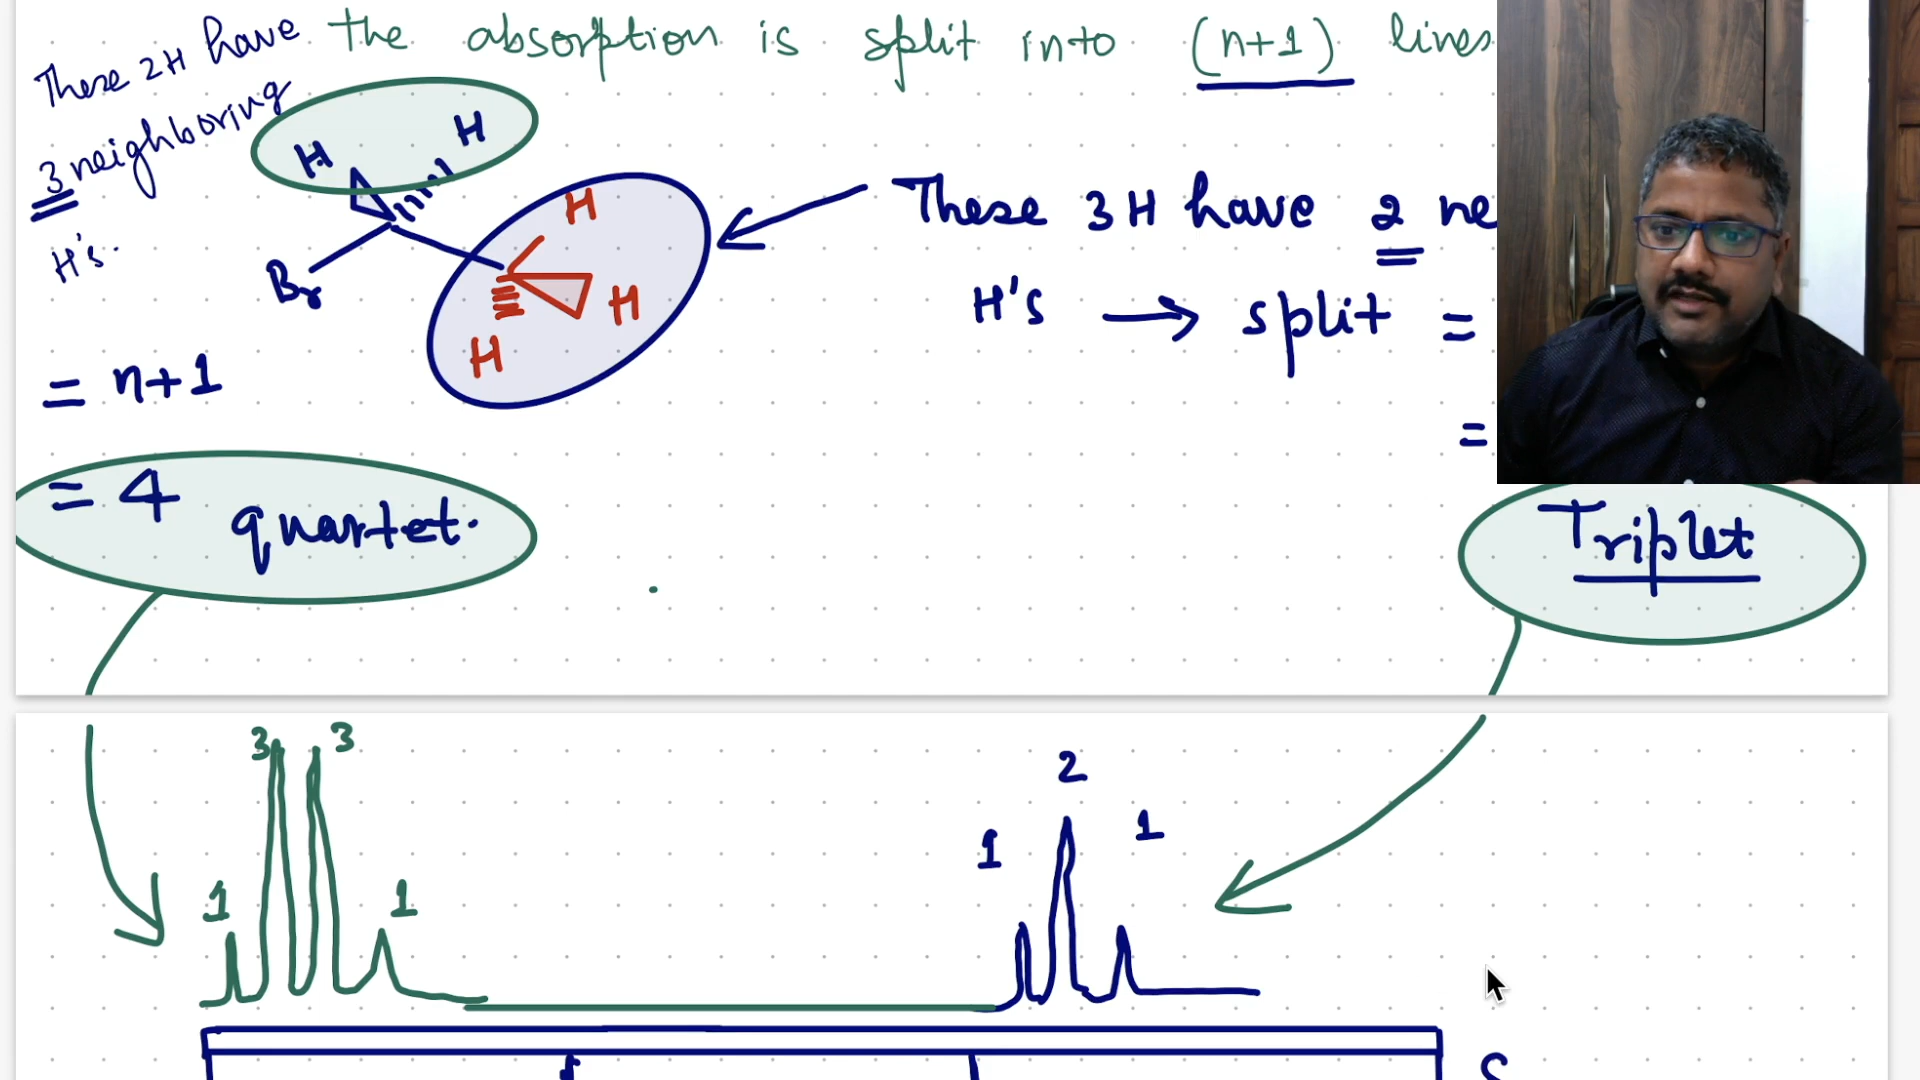 the absorption is split into (n+1) lines
These 2H have
3 neighboring
H's.
H H
H
H
H
Br
These 3H have 2 ne
H's → split =
=
= n+1
= 4 quartet.
Triplet
3 3
1 1
2
1 1